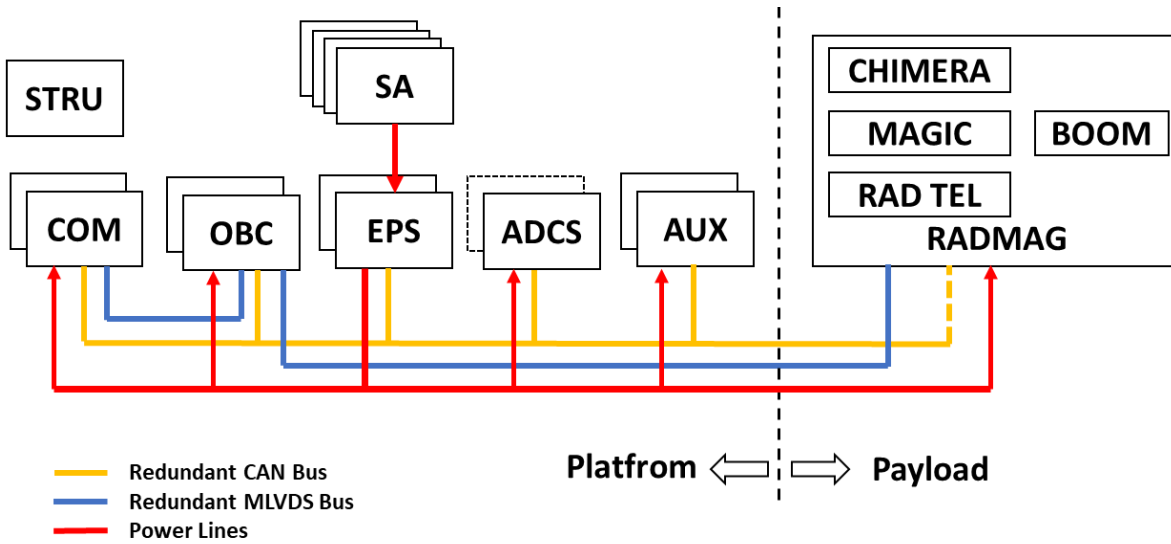 STRU
SA
COM
OBC
EPS
ADCS
AUX
CHIMERA
MAGIC
BOOM
RAD TEL
RADMAG
Platfrom
Payload
Redundant CAN Bus
Redundant MLVDS Bus
Power Lines